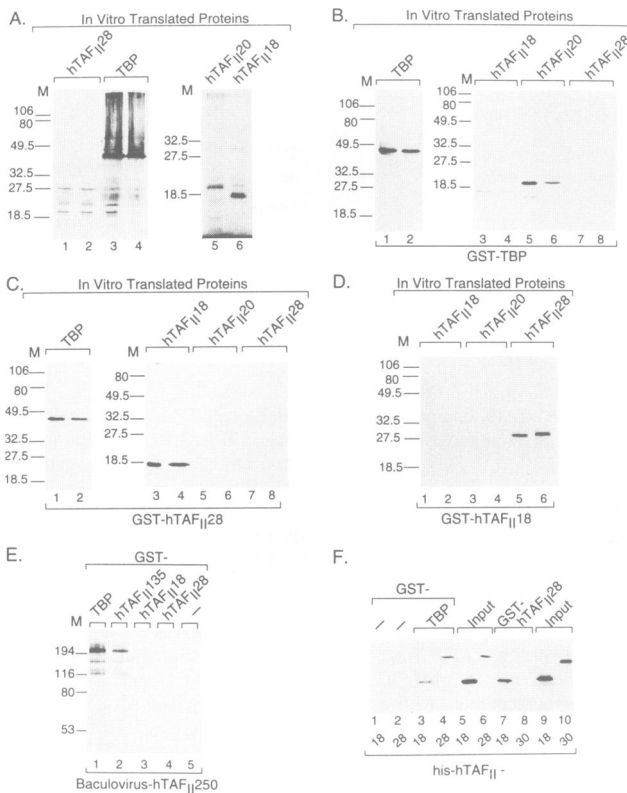 A.
In Vitro Translated Proteins
hTAFII28
TBP
hTAFII20
hTAFII18
M
106
80
49.5
32.5
27.5
18.5
1 2 3 4
M
32.5
27.5
18.5
5 6
B.
In Vitro Translated Proteins
TBP
hTAFII18
hTAFII20
hTAFII28
M
106
80
49.5
32.5
27.5
18.5
1 2
M
106
80
49.5
32.5
27.5
18.5
3 4 5 6 7 8
GST-TBP
C.
In Vitro Translated Proteins
TBP
hTAFII18
hTAFII20
hTAFII28
M
106
80
49.5
32.5
27.5
18.5
1 2
M
80
49.5
32.5
27.5
18.5
3 4 5 6 7 8
GST-hTAFII28
D.
In Vitro Translated Proteins
hTAFII18
hTAFII20
hTAFII28
M
106
80
49.5
32.5
27.5
18.5
1 2 3 4 5 6
GST-hTAFII18
E.
GST-
TBP
hTAFII135
hTAFII18
hTAFII28
–
M
194
116
80
53
1 2 3 4 5
Baculovirus-hTAFII250
F.
GST-
–
–
TBP
Input
GST-hTAFII28
Input
1 2 3 4 5 6 7 8 9 10
18 28 18 28 18 28 18 30 18 30
his-hTAFII -